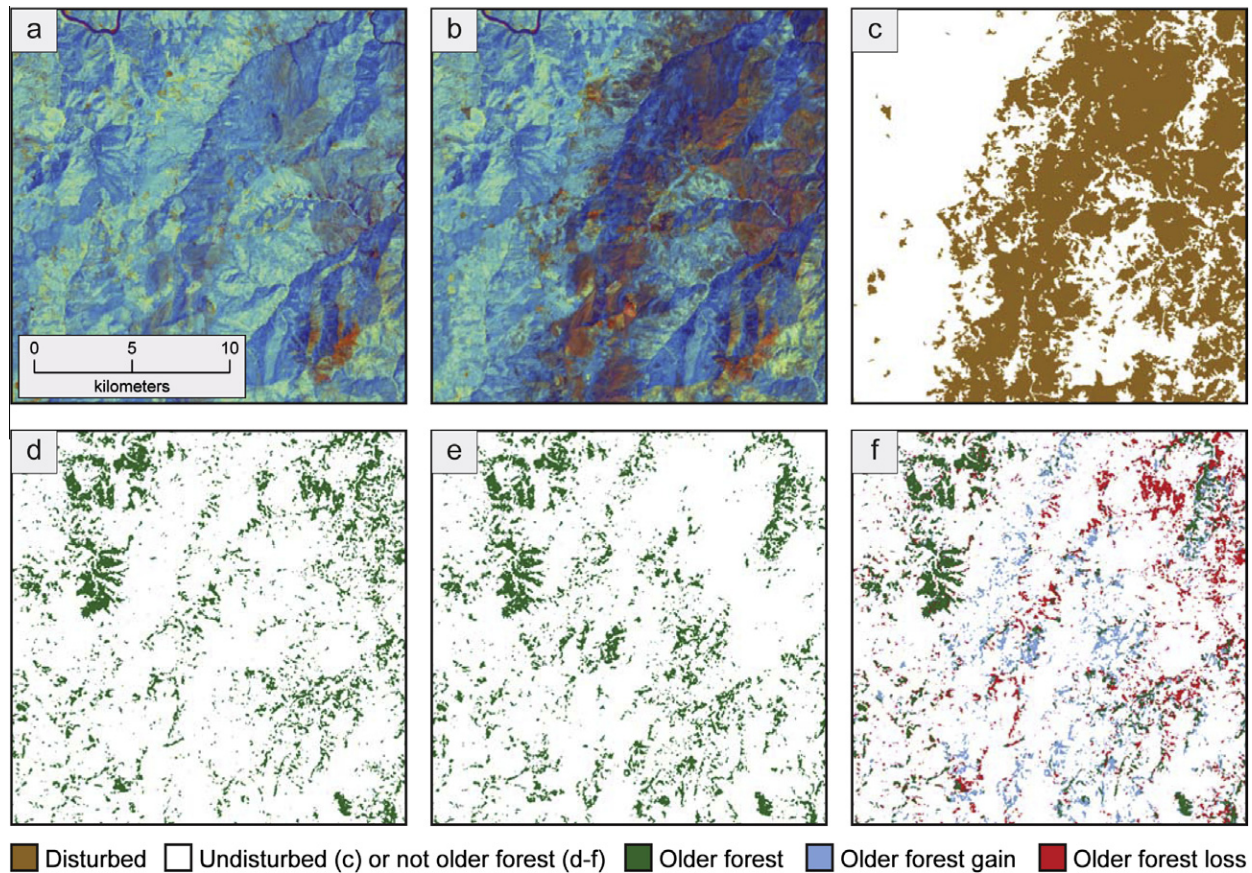 a
b
c
0 5 10
kilometers
d
e
f
Disturbed Undisturbed (c) or not older forest (d-f) Older forest Older forest gain Older forest loss